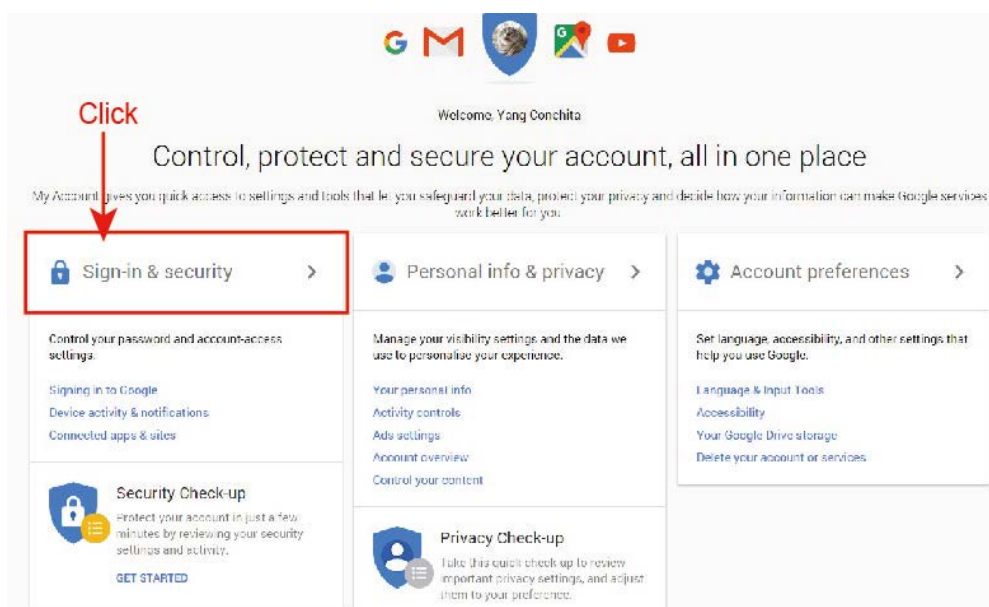 Click
Welcome, Yang Conchita
Control, protect and secure your account, all in one place
My Account gives you quick access to settings and tools that let you safeguard your data, protect your privacy and decide how your information can make Google services
work better for you
Sign-in & security
Control your password and account-access
settings.
Signing in to Google
Device activity & notifications
Connected apps & sites
Security Check-up
Protect your account in just a few
minutes by reviewing your security
settings and activity.
GET STARTED
Personal info & privacy
Manage your visibility settings and the data we
use to personalise your experience.
Your personal info
Activity controls
Ads settings
Account overview
Control your content
Privacy Check-up
Take this quick check-up to review
important privacy settings, and adjust
them to your preference.
Account preferences
Set language, accessibility, and other settings that
help you use Google.
Language & Input Tools
Accessibility
Your Google Drive storage
Delete your account or services